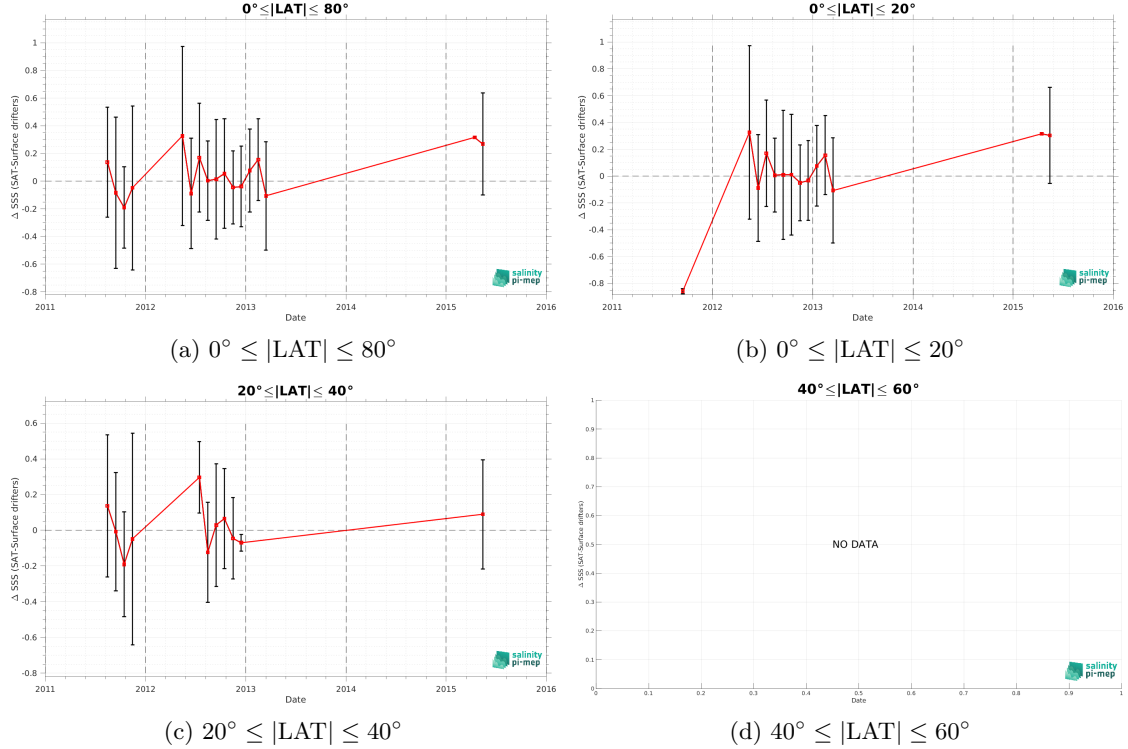 0°≤|LAT|≤ 80°
1
0.8
0.6
0.4
0.2
0
-0.2
-0.4
-0.6
-0.8
Δ SSS (SAT-Surface drifters)
2011 2012 2013 2014 2015 2016
Date
salinity
pi-mep
(a) 0° ≤ |LAT| ≤ 80°
0°≤|LAT|≤ 20°
1
0.8
0.6
0.4
0.2
0
-0.2
-0.4
-0.6
-0.8
Δ SSS (SAT-Surface drifters)
2011 2012 2013 2014 2015 2016
Date
salinity
pi-mep
(b) 0° ≤ |LAT| ≤ 20°
20°≤|LAT|≤ 40°
0.6
0.4
0.2
0
-0.2
-0.4
-0.6
-0.8
Δ SSS (SAT-Surface drifters)
2011 2012 2013 2014 2015 2016
Date
salinity
pi-mep
(c) 20° ≤ |LAT| ≤ 40°
40°≤|LAT|≤ 60°
1
0.9
0.8
0.7
0.6
0.5
0.4
0.3
0.2
0.1
0
Δ SSS (SAT-Surface drifters)
NO DATA
0 0.1 0.2 0.3 0.4 0.5 0.6 0.7 0.8 0.9 1
Date
salinity
pi-mep
(d) 40° ≤ |LAT| ≤ 60°